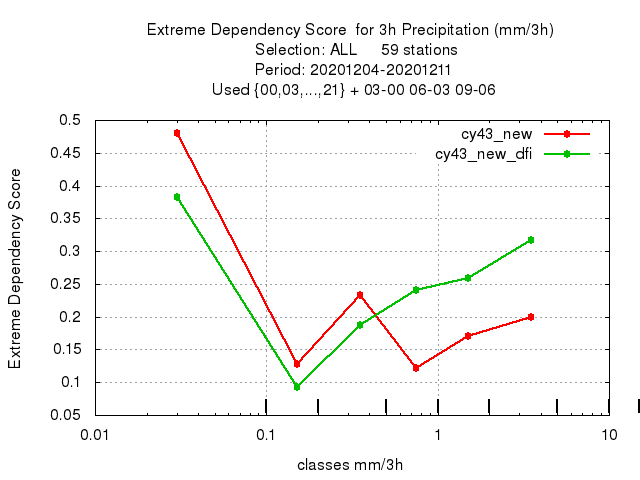 Extreme Dependency Score  for 3h Precipitation (mm/3h)
Selection: ALL     59 stations
Period: 20201204-20201211
Used {00,03,...,21} + 03-00 06-03 09-06
cy43_new
cy43_new_dfi
Extreme Dependency Score
0.5
0.45
0.4
0.35
0.3
0.25
0.2
0.15
0.1
0.05
0.01
0.1
1
10
classes mm/3h